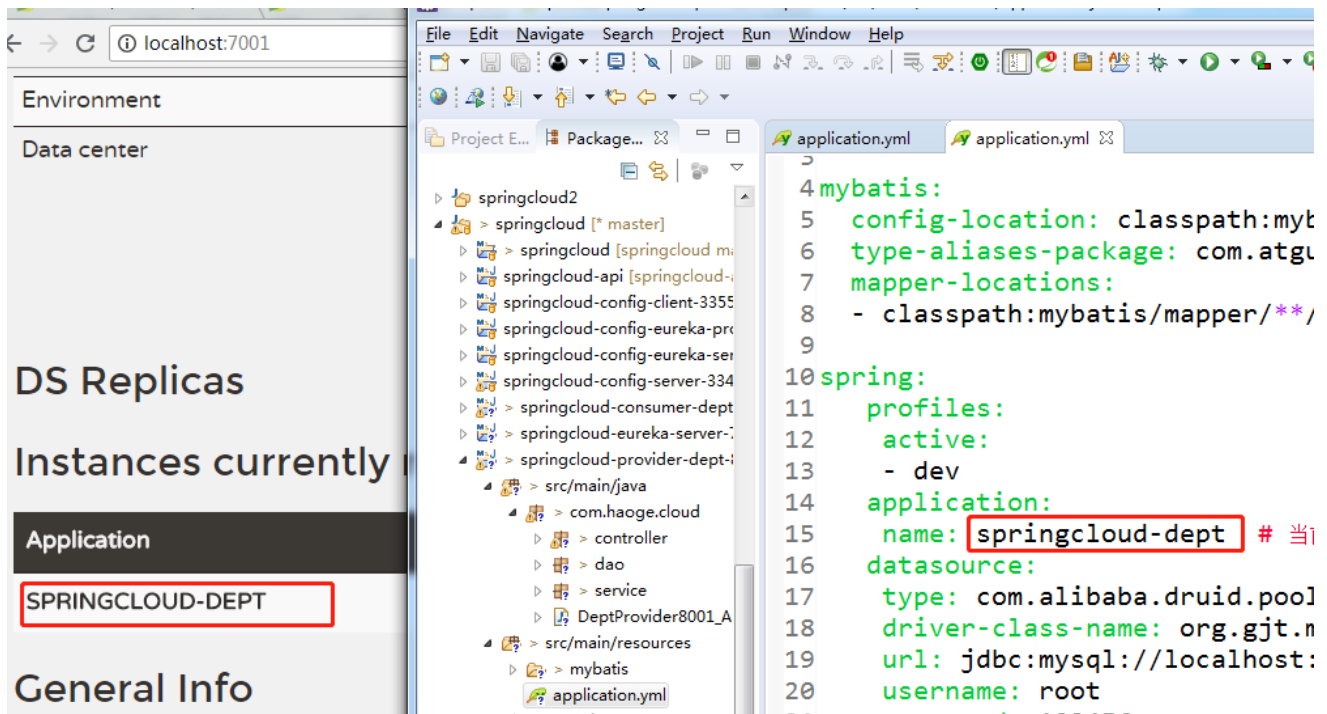 localhost:7001
Environment
Data center
DS Replicas
Instances currently
Application
SPRINGCLOUD-DEPT
General Info
File Edit Navigate Search Project Run Window Help
Project E... Package...
springcloud2
> springcloud [* master]
> springcloud [springcloud ma
springcloud-api [springcloud-
springcloud-config-client-3355
springcloud-config-eureka-pro
springcloud-config-eureka-ser
springcloud-config-server-334
> springcloud-consumer-dept
> springcloud-eureka-server-7
> springcloud-provider-dept-8
> src/main/java
> com.haoge.cloud
> controller
> dao
> service
DeptProvider8001_A
> src/main/resources
> mybatis
application.yml
application.yml application.yml
3
4 mybatis:
5 config-location: classpath:myb
6 type-aliases-package: com.atgu
7 mapper-locations:
8 - classpath:mybatis/mapper/**/
9
10 spring:
11 profiles:
12 active:
13 - dev
14 application:
15 name: springcloud-dept # 当前
16 datasource:
17 type: com.alibaba.druid.pool
18 driver-class-name: org.gjt.m
19 url: jdbc:mysql://localhost:
20 username: root